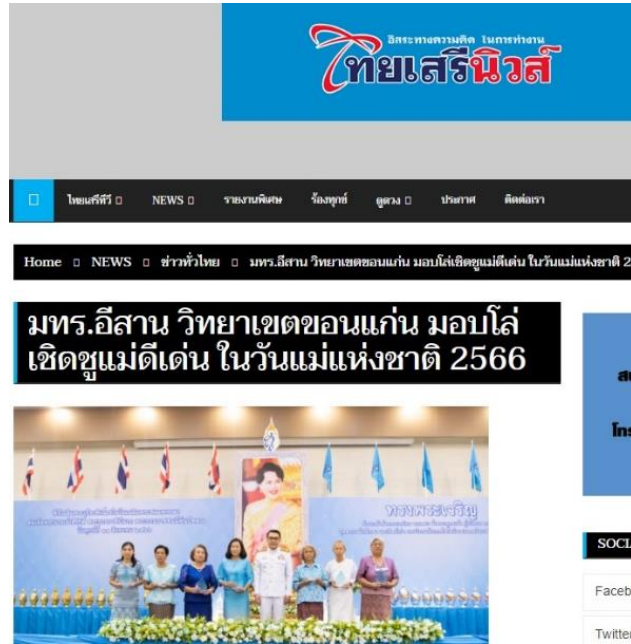 อิสระทางความคิด ในการทำงาน
ไทยเสรีนิวส์
ไทยเสรีทีวี NEWS รายงานพิเศษ ร้องทุกข์ ดูดวง ประกาศ ติดต่อเรา
Home NEWS ข่าวทั่วไทย มทร.อีสาน วิทยาเขตขอนแก่น มอบโล่เชิดชูแม่ดีเด่น ในวันแม่แห่งชาติ 2
มทร.อีสาน วิทยาเขตขอนแก่น มอบโล่
เชิดชูแม่ดีเด่น ในวันแม่แห่งชาติ 2566
ทรงพระเจริญ
SOCI
Faceb
Twitter